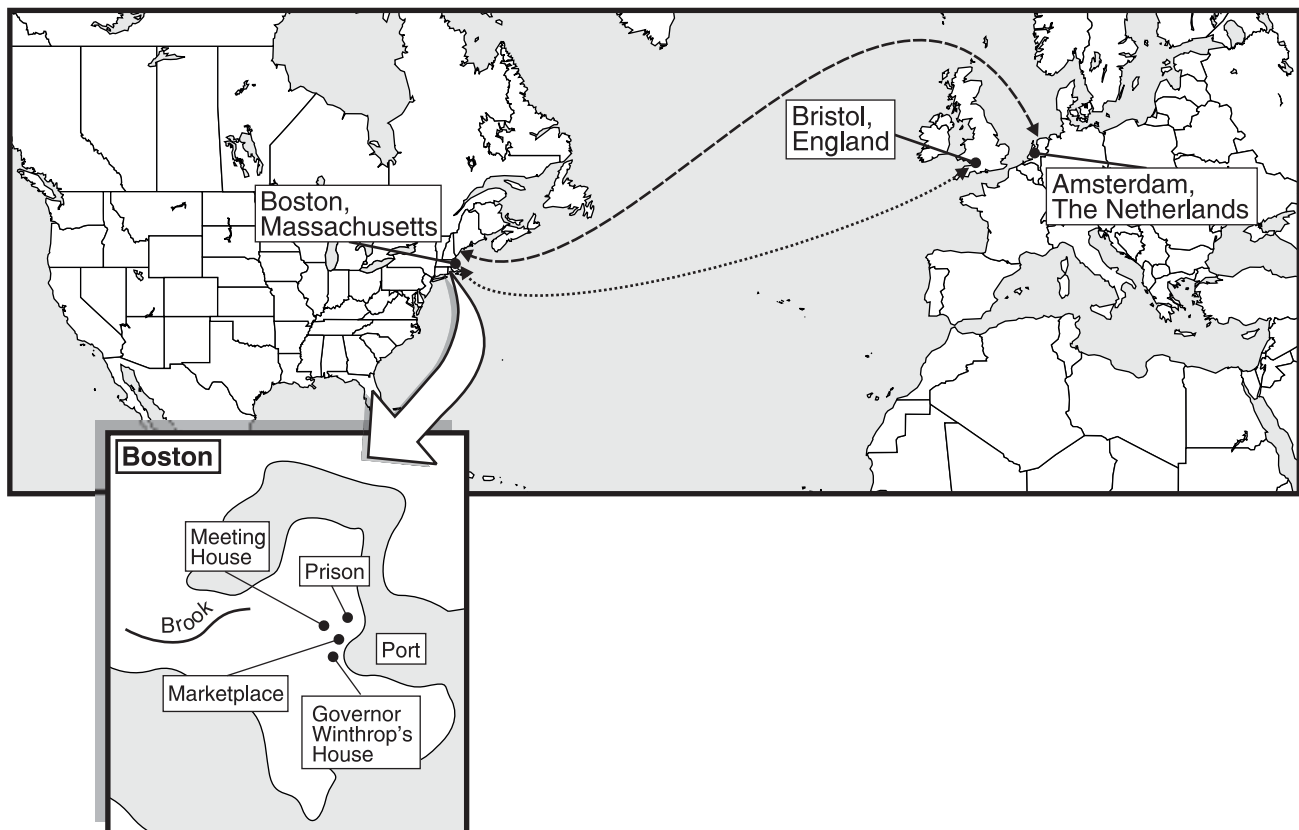 Bristol,
England
Boston,
Massachusetts
Amsterdam,
The Netherlands
Boston
Meeting
House
Prison
Brook
Port
Marketplace
Governor
Winthrop's
House